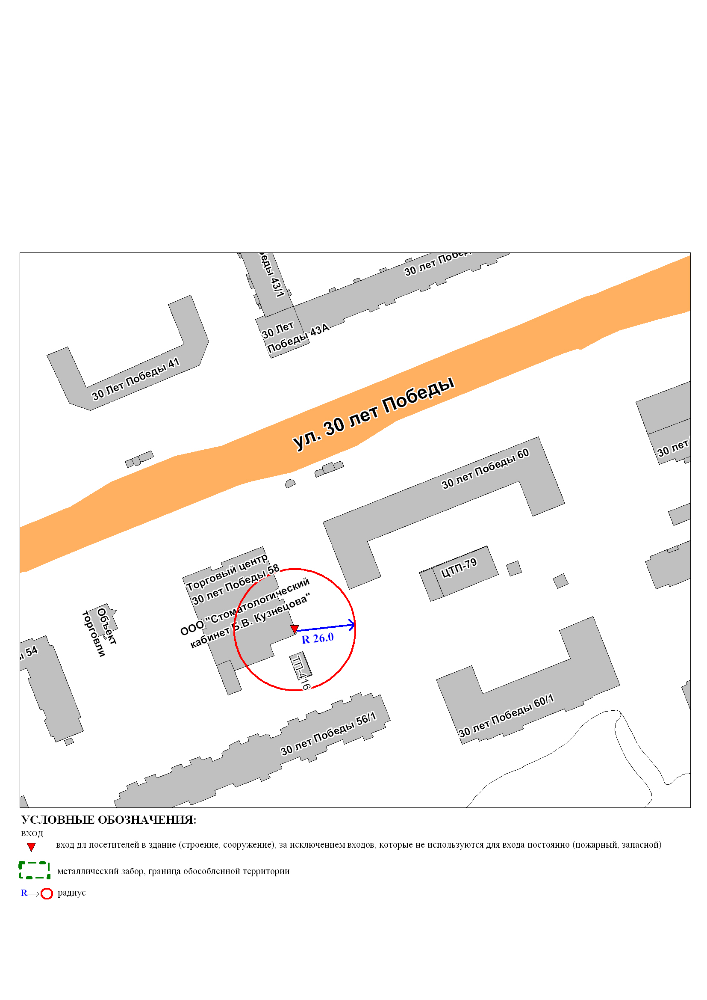 еды 43/1
30 лет Побед
30 Лет
Победы 43А
30 Лет Победы 41
ул. 30 лет Победы
30 лет
30 лет Победы 60
Торговый центр
30 лет Победы 58
ЦТП-79
ООО "Стоматологический
кабинет Б.В. Кузнецова"
Объект
торговли
R 26.0
54
ТП-416
30 лет Победы 60/1
30 лет Победы 56/1
УСЛОВНЫЕ ОБОЗНАЧЕНИЯ:
ВХОД
вход дл посетителей в здание (строение, сооружение), за исключением входов, которые не используются для входа постоянно (пожарный, запасной)
металлический забор, граница обособленной территории
R
радиус